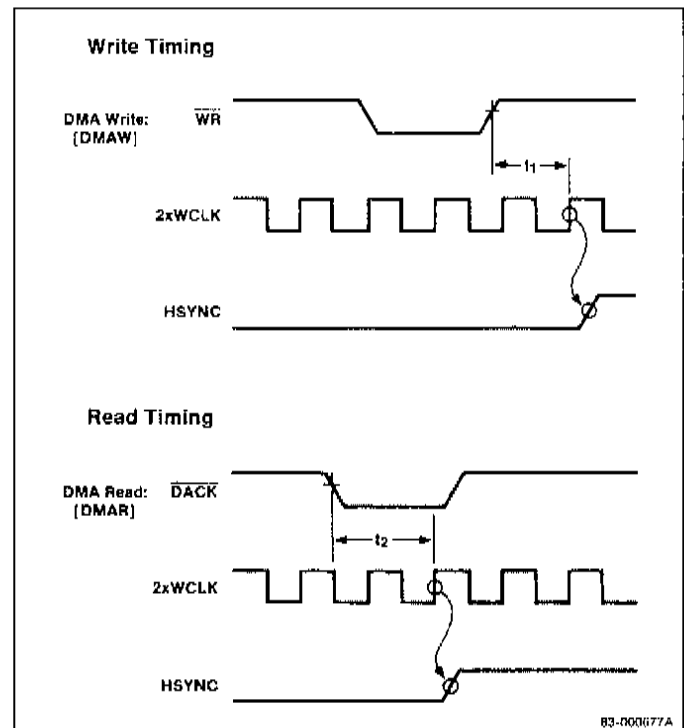 Write Timing
DMA Write: WR
[DMAW]
t1
2xWCLK
HSYNC
Read Timing
DMA Read: DACK
[DMAR]
t2
2xWCLK
HSYNC
83-000677A